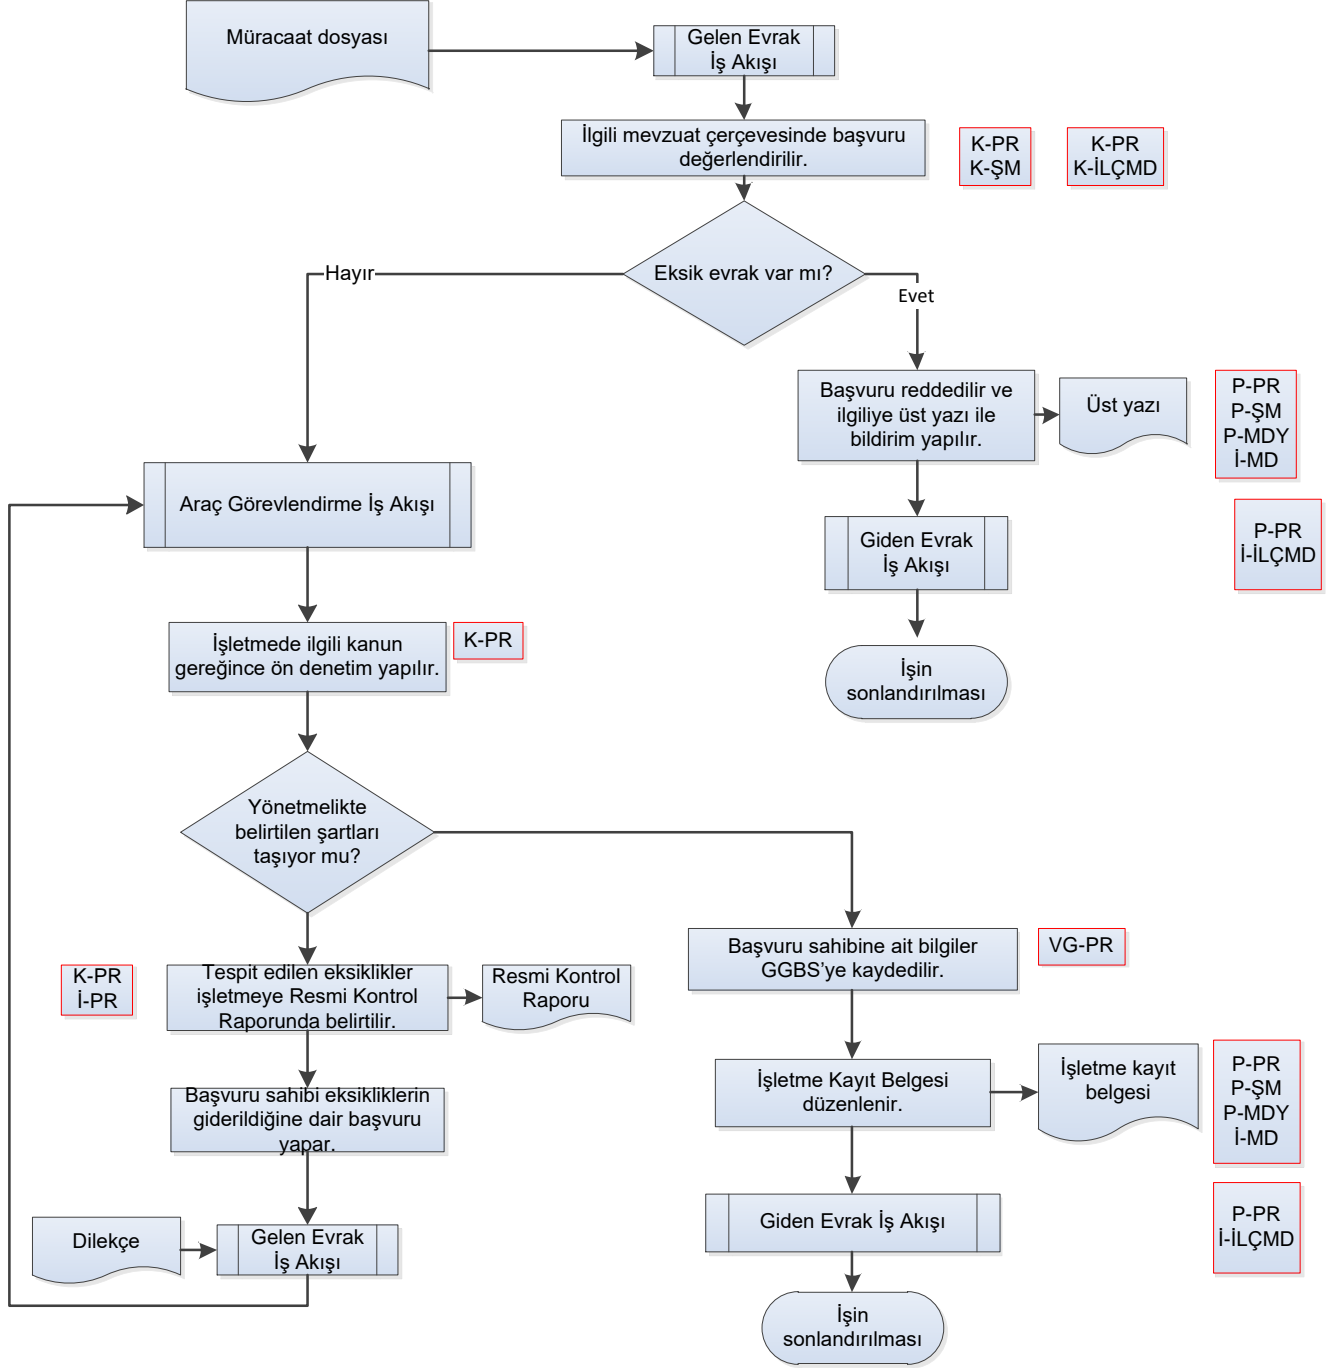 Müracaat dosyası
Gelen Evrak
İş Akışı
İlgili mevzuat çerçevesinde başvuru
değerlendirilir.
K-PR
K-ŞM
K-PR
K-İLÇMD
Eksik evrak var mı?
Hayır
Evet
Başvuru reddedilir ve
ilgiliye üst yazı ile
bildirim yapılır.
Üst yazı
P-PR
P-ŞM
P-MDY
İ-MD
Araç Görevlendirme İş Akışı
Giden Evrak
İş Akışı
P-PR
İ-İLÇMD
İşletmede ilgili kanun
gereğince ön denetim yapılır.
K-PR
İşin
sonlandırılması
Yönetmelikte
belirtilen şartları
taşıyor mu?
Başvuru sahibine ait bilgiler
GGBS’ye kaydedilir.
VG-PR
K-PR
İ-PR
Tespit edilen eksiklikler
işletmeye Resmi Kontrol
Raporunda belirtilir.
Resmi Kontrol
Raporu
İşletme Kayıt Belgesi
düzenlenir.
İşletme kayıt
belgesi
P-PR
P-ŞM
P-MDY
İ-MD
Başvuru sahibi eksikliklerin
giderildiğine dair başvuru
yapar.
Giden Evrak İş Akışı
P-PR
İ-İLÇMD
Dilekçe
Gelen Evrak
İş Akışı
İşin
sonlandırılması